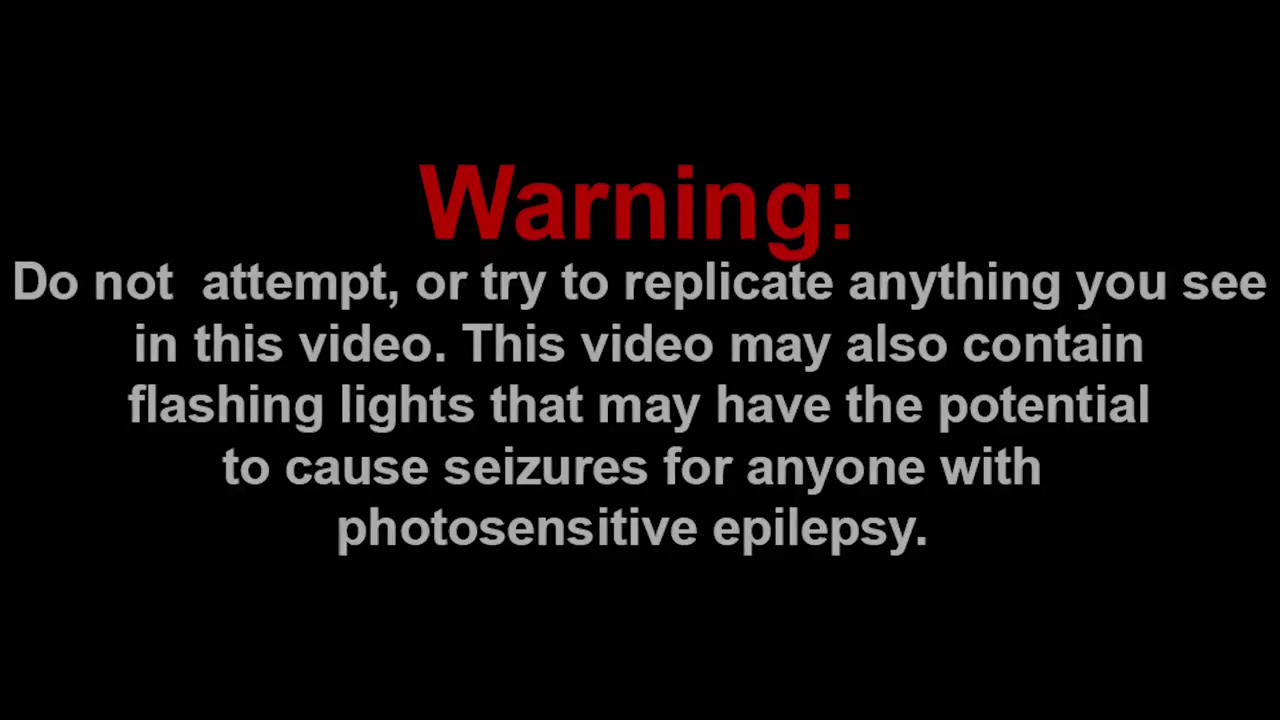 Warning:
Do not  attempt, or try to replicate anything you see
in this video. This video may also contain
flashing lights that may have the potential
to cause seizures for anyone with
photosensitive epilepsy.